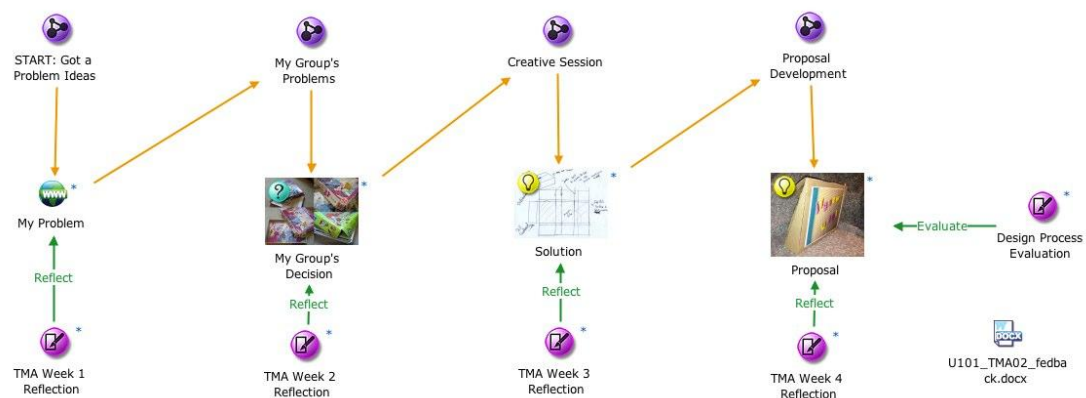 START: Got a
Problem Ideas
My Group's
Problems
Creative Session
Proposal
Development
www
My Problem
?
My Group's
Decision
Solution
Proposal
Evaluate
Design Process
Evaluation
Reflect
Reflect
Reflect
Reflect
TMA Week 1
Reflection
TMA Week 2
Reflection
TMA Week 3
Reflection
TMA Week 4
Reflection
W
DOCX
U101_TMA02_fedba
ck.docx